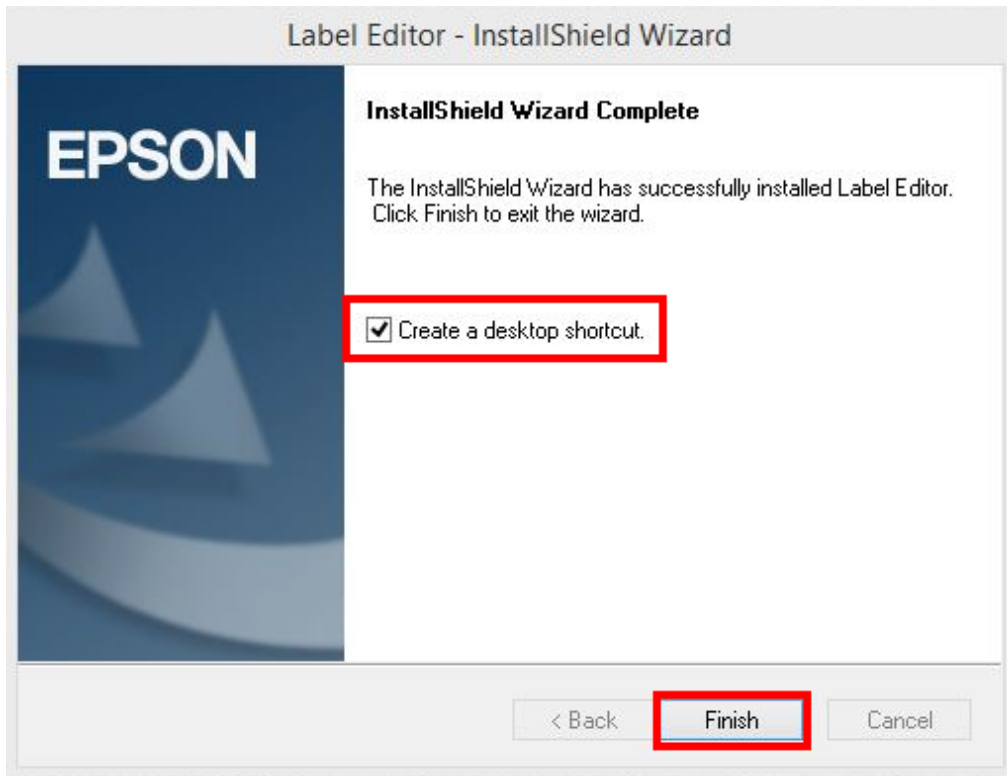 Label Editor - InstallShield Wizard
EPSON
InstallShield Wizard Complete
The InstallShield Wizard has successfully installed Label Editor.
Click Finish to exit the wizard.
Create a desktop shortcut.
< Back Finish Cancel